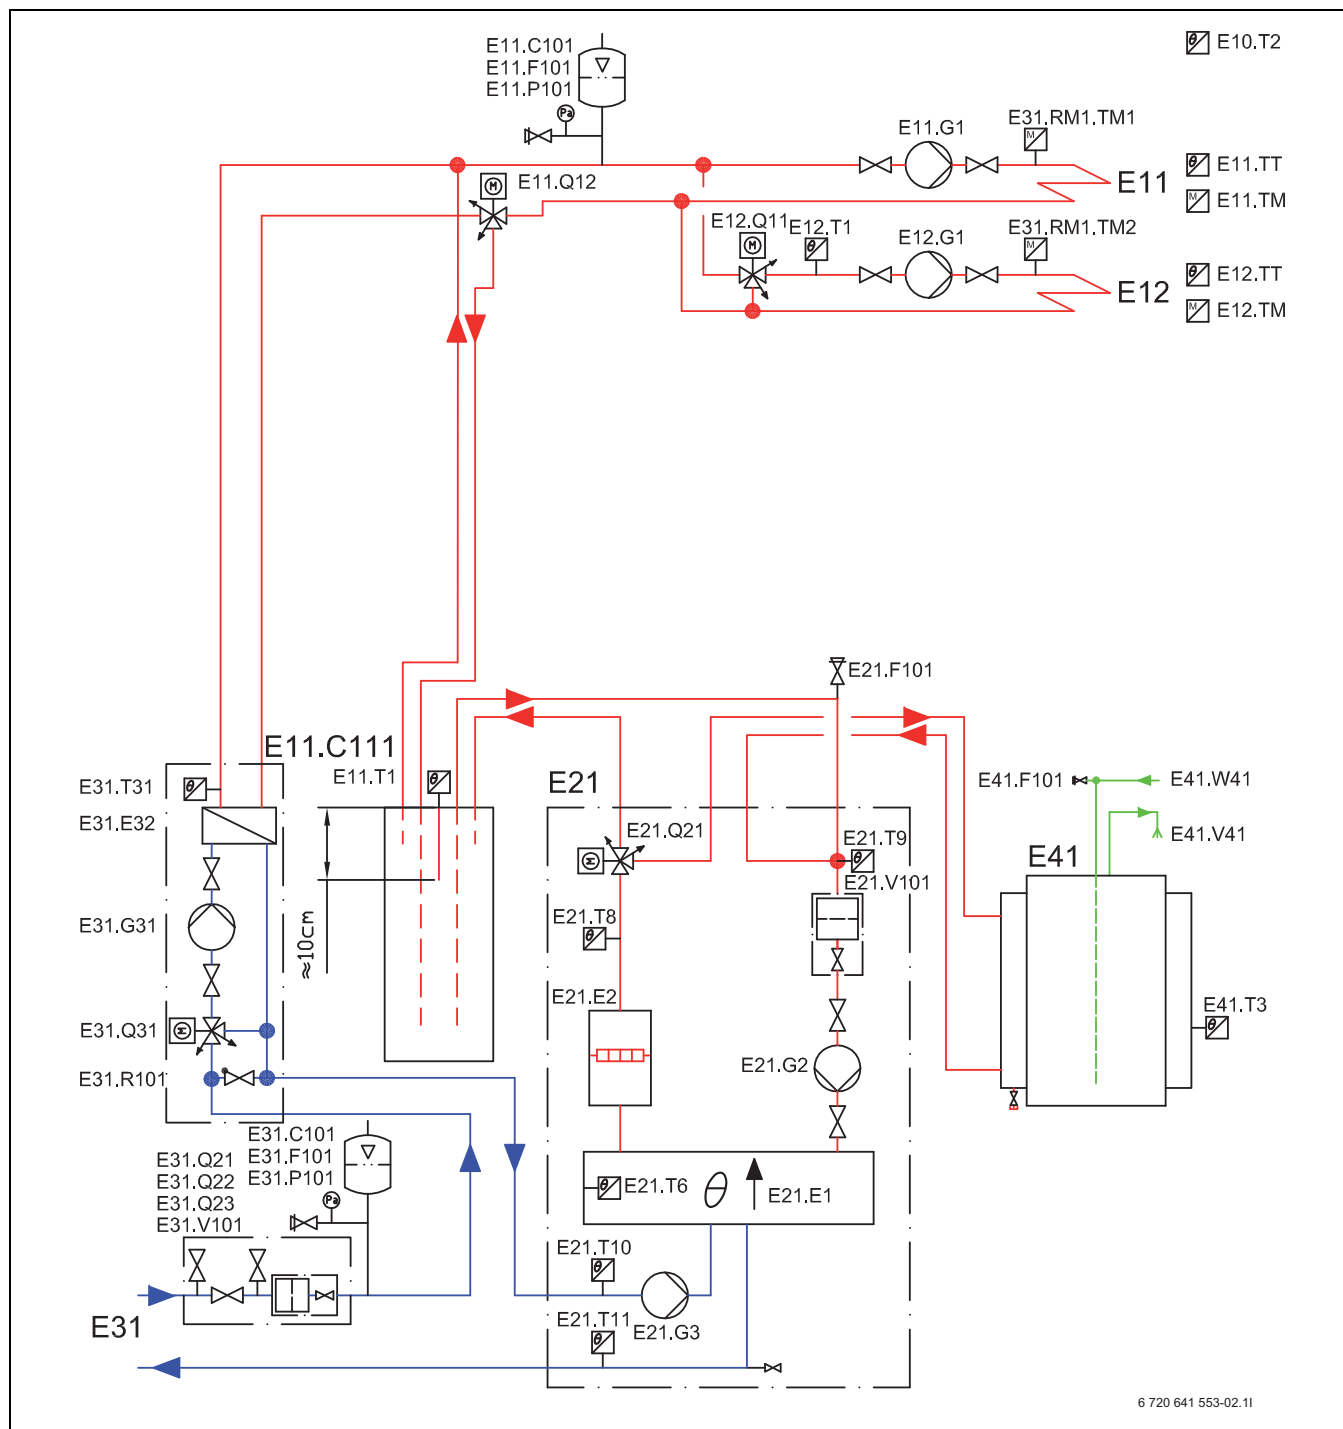 E11.C101
E11.F101
E11.P101
Pa
E10.T2
θ
E11.G1
E31.RM1.TM1
M
E11.Q12
M
E11
E11.TT
θ
E11.TM
M
E12.Q11
M
E12.T1
θ
E12.G1
E31.RM1.TM2
M
E12
E12.TT
θ
E12.TM
M
E21.F101
E11.C111
E11.T1
θ
E21
E31.T31
θ
E31.E32
E41.F101
E41.W41
E41.V41
E21.Q21
M
E21.T9
θ
E21.V101
E41
E31.G31
≈10cm
E21.T8
θ
E21.E2
E41.T3
θ
E31.Q31
M
E21.G2
E31.R101
E31.C101
E31.F101
E31.P101
Pa
E31.Q21
E31.Q22
E31.Q23
E31.V101
E21.T6
θ
θ
E21.E1
E21.T10
θ
E21.G3
E31
E21.T11
θ
6 720 641 553-02.1I